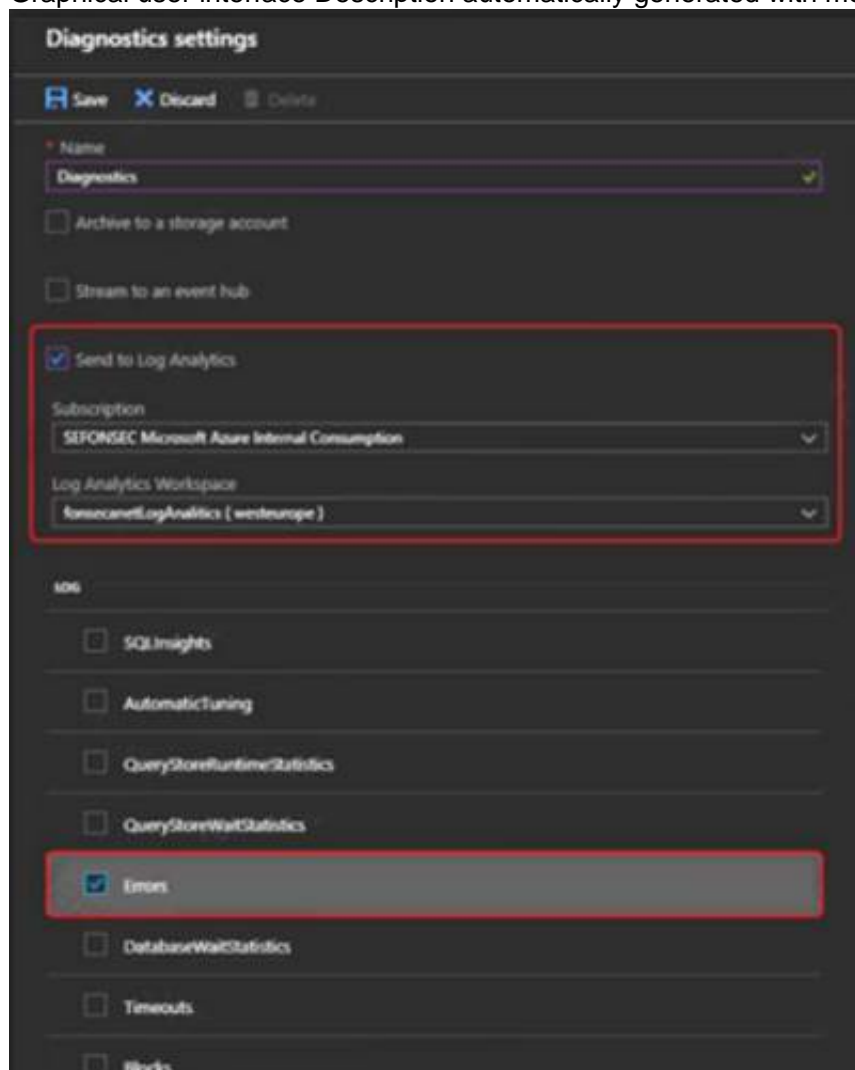 Graphical user interface Description automatically generated with me
Diagnostics settings
Save Discard Delete
* Name
Diagnostics
Archive to a storage account
Stream to an event hub
Send to Log Analytics
Subscription
SEFONSEC Microsoft Azure Internal Consumption
Log Analytics Workspace
fonsecanetLogAnalitics ( westeurope )
LOG
SQLInsights
AutomaticTuning
QueryStoreRuntimeStatistics
QueryStoreWaitStatistics
Errors
DatabaseWaitStatistics
Timeouts
Blocks